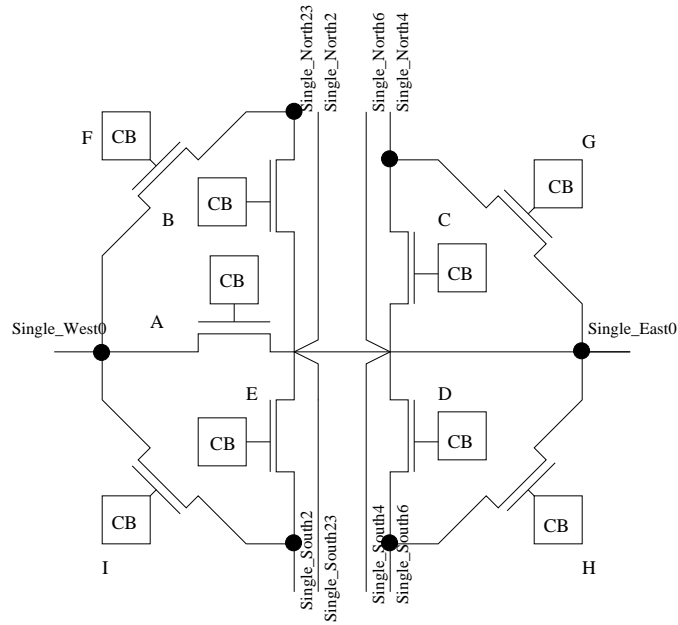 Single_North23
Single_North2
Single_North6
Single_North4
F
CB
G
CB
B
CB
C
CB
CB
A
Single_West0
Single_East0
E
D
CB
CB
CB
CB
I
Single_South2
Single_South23
Single_South4
Single_South6
H